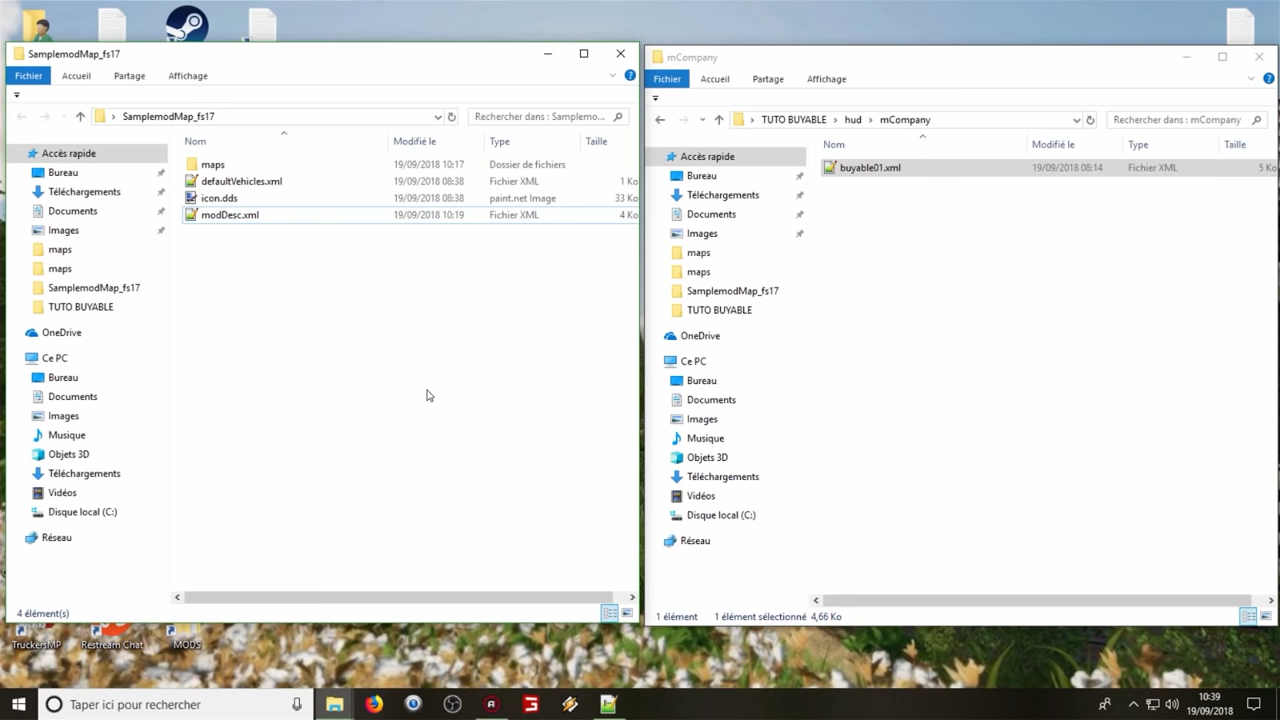 SamplemodMap_fs17
Fichier Accueil Partage Affichage
SamplemodMap_fs17 Rechercher dans : Samplemo...
Nom Modifié le Type Taille
maps 19/09/2018 10:17 Dossier de fichiers
defaultVehicles.xml 19/09/2018 08:38 Fichier XML 1 Ko
icon.dds 19/09/2018 08:38 paint.net Image 33 Ko
modDesc.xml 19/09/2018 10:19 Fichier XML 4 Ko
Accès rapide
Bureau
Téléchargements
Documents
Images
maps
maps
SamplemodMap_fs17
TUTO BUYABLE
OneDrive
Ce PC
Bureau
Documents
Images
Musique
Objets 3D
Téléchargements
Vidéos
Disque local (C:)
Réseau
4 élément(s)
mCompany
Fichier Accueil Partage Affichage
TUTO BUYABLE hud mCompany Rechercher dans : mCompany
Nom Modifié le Type Taille
buyable01.xml 19/09/2018 08:14 Fichier XML 5 Ko
Accès rapide
Bureau
Téléchargements
Documents
Images
maps
maps
SamplemodMap_fs17
TUTO BUYABLE
OneDrive
Ce PC
Bureau
Documents
Images
Musique
Objets 3D
Téléchargements
Vidéos
Disque local (C:)
Réseau
1 élément 1 élément sélectionné 4,66 Ko
TruckersMP Restream Chat MODS
Taper ici pour rechercher
10:39
19/09/2018